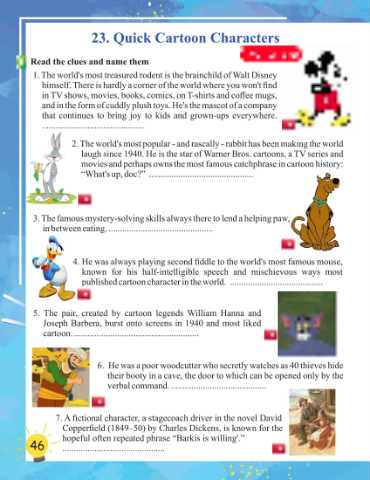 23. Quick Cartoon Characters
Read the clues and name them
1. The world's most treasured rodent is the brainchild of Walt Disney
himself. There is hardly a corner of the world where you won't find
in TV shows, movies, books, comics, on T-shirts and coffee mugs,
and in the form of cuddly plush toys. He's the mascot of a company
that continues to bring joy to kids and grown-ups everywhere.
..........................................
2. The world's most popular - and rascally - rabbit has been making the world
laugh since 1940. He is the star of Warner Bros. cartoons, a TV series and
movies and perhaps owns the most famous catchphrase in cartoon history:
“What's up, doc?” ..........................................
3. The famous mystery-solving skills always there to lend a helping paw,
in between eating. ..........................................
4. He was always playing second fiddle to the world's most famous mouse,
known for his half-intelligible speech and mischievous ways most
published cartoon character in the world. ......................................
5. The pair, created by cartoon legends William Hanna and
Joseph Barbera, burst onto screens in 1940 and most liked
cartoon. ..................................................
6. He was a poor woodcutter who secretly watches as 40 thieves hide
their booty in a cave, the door to which can be opened only by the
verbal command. .......................................
7. A fictional character, a stagecoach driver in the novel David
Copperfield (1849–50) by Charles Dickens, is known for the
hopeful often repeated phrase “Barkis is willing'.”
..........................................
46